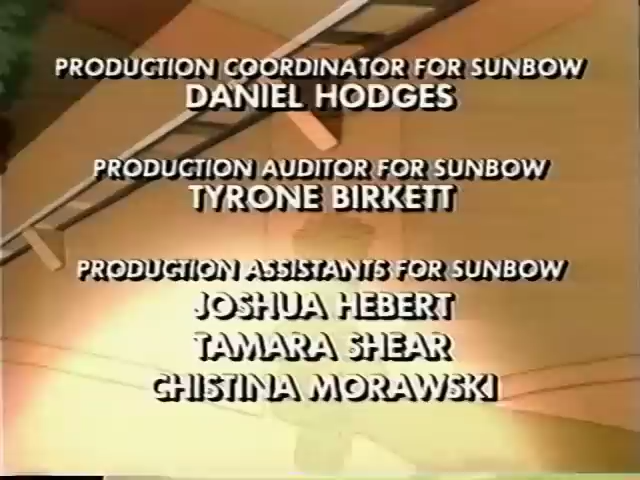 PRODUCTION COORDINATOR FOR SUNBOW
DANIEL HODGES
PRODUCTION AUDITOR FOR SUNBOW
TYRONE BIRKETT
PRODUCTION ASSISTANTS FOR SUNBOW
JOSHUA HEBERT
TAMARA SHEAR
CHISTINA MORAWSKI